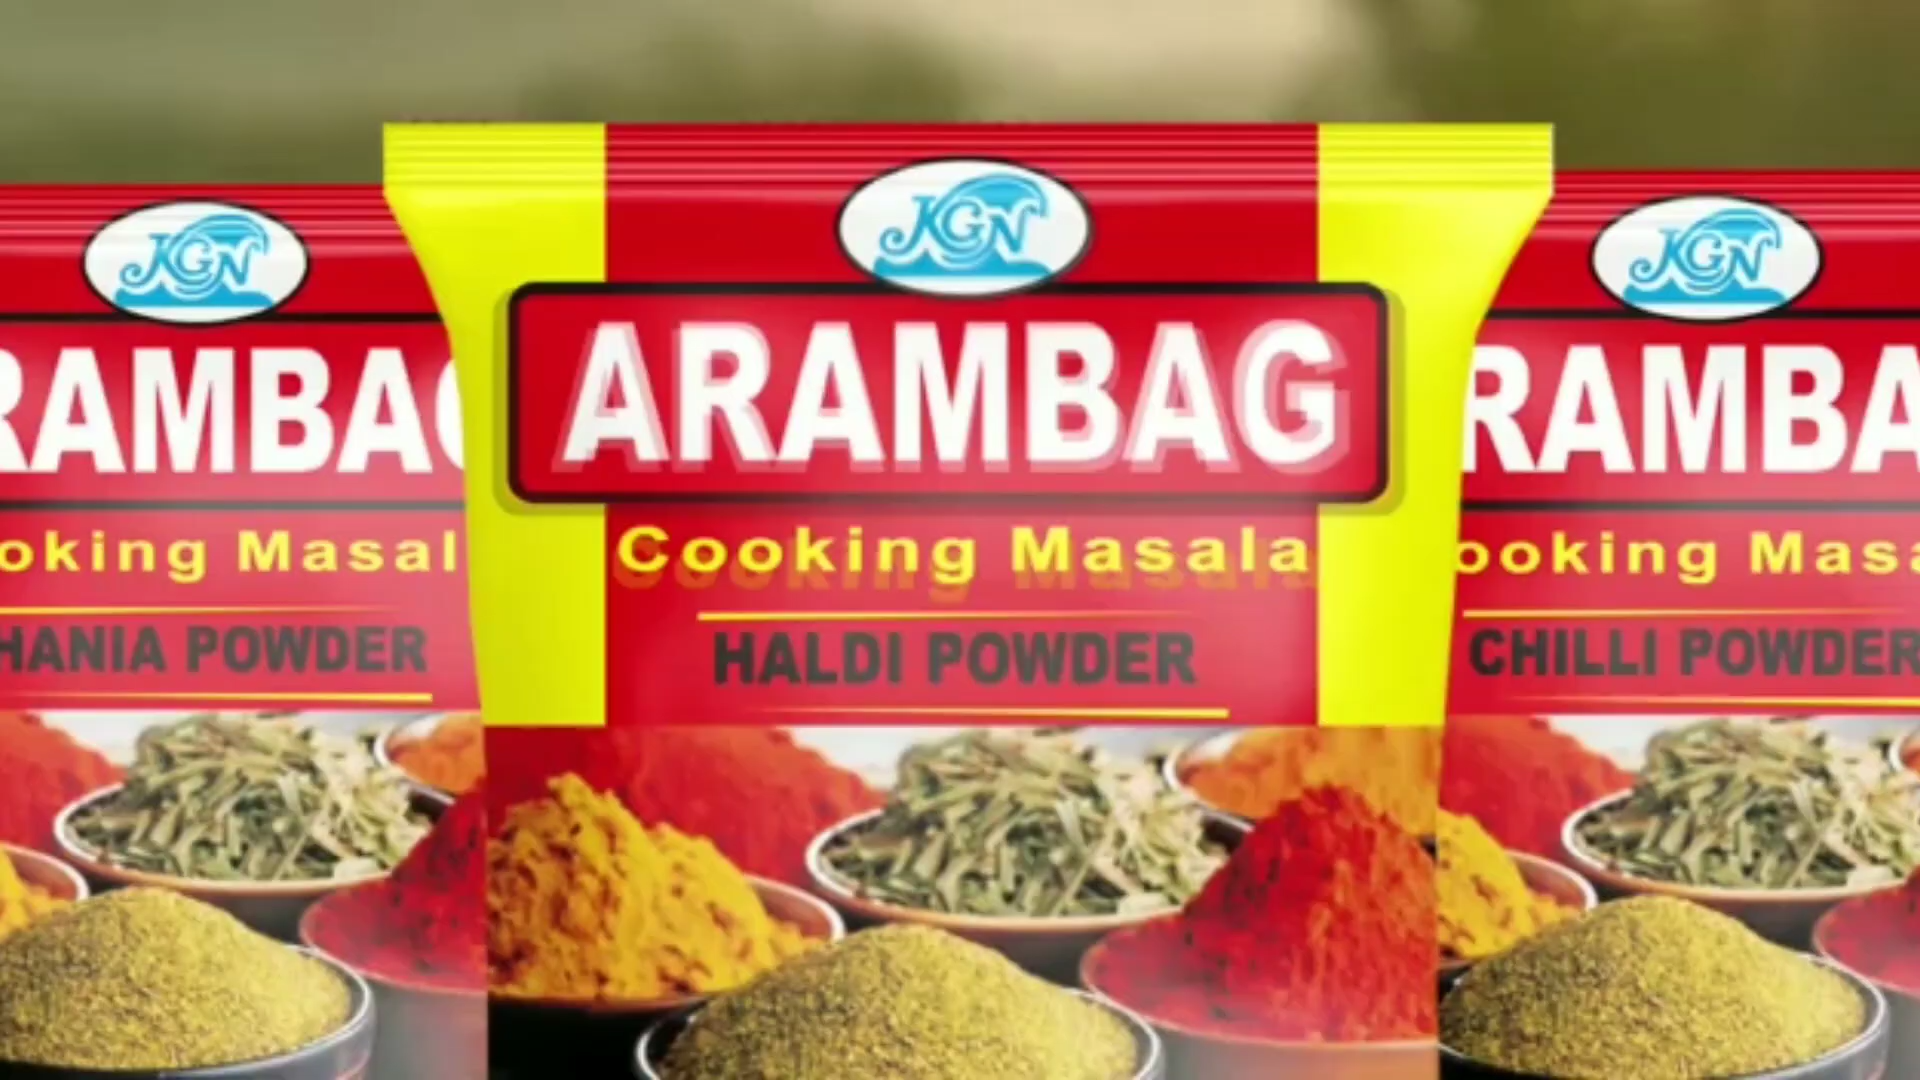 KGN
RAMBAG
ooking Masal
HANIA POWDER
KGN
ARAMBAG
Cooking Masala
HALDI POWDER
KGN
RAMBA
ooking Masa
CHILLI POWDER